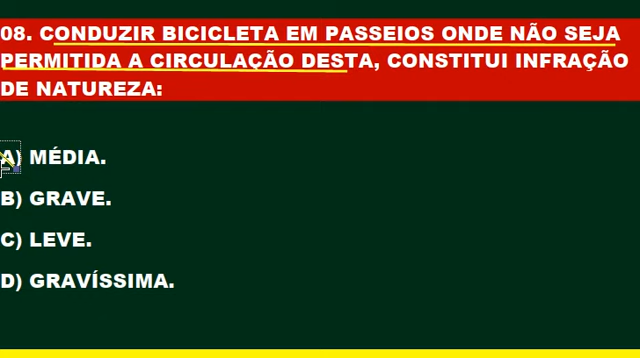 08. CONDUZIR BICICLETA EM PASSEIOS ONDE NÃO SEJA
PERMITIDA A CIRCULAÇÃO DESTA, CONSTITUI INFRAÇÃO
DE NATUREZA:
A) MÉDIA.
B) GRAVE.
C) LEVE.
D) GRAVÍSSIMA.